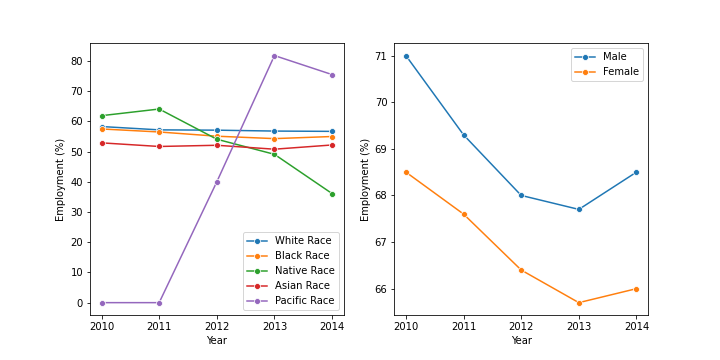 80
70
60
50
40
30
20
10
0
Employment (%)
2010 2011 2012 2013 2014
Year
White Race
Black Race
Native Race
Asian Race
Pacific Race
71
70
69
68
67
66
Employment (%)
2010 2011 2012 2013 2014
Year
Male
Female